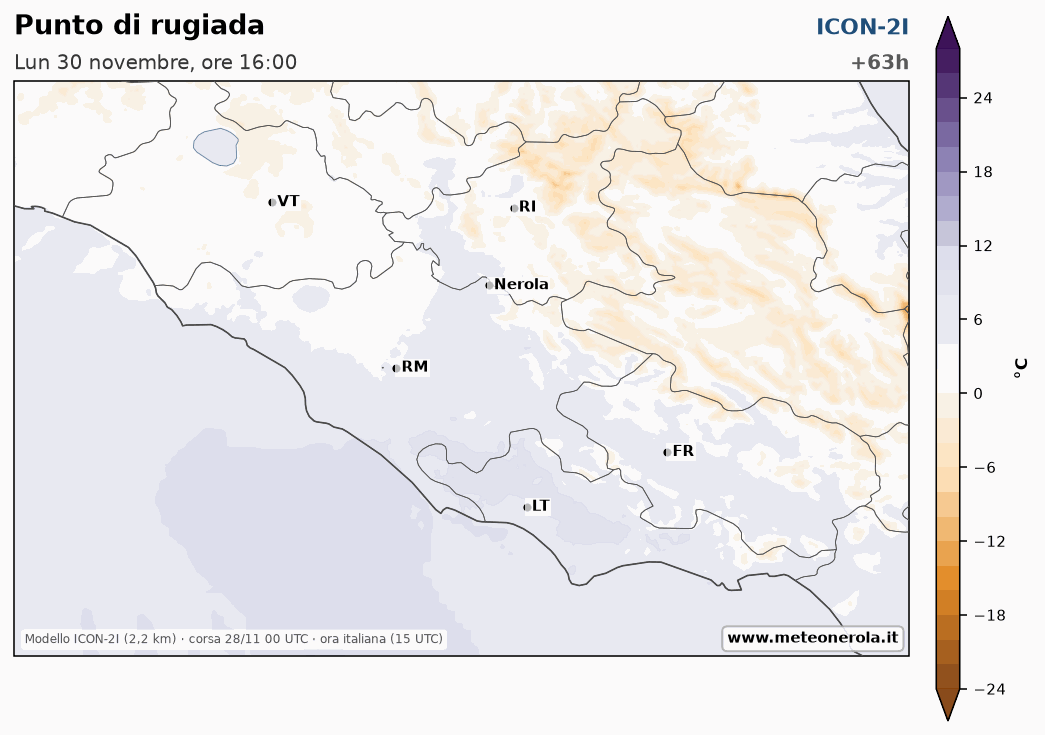 Punto di rugiada
ICON-2I
Lun 30 novembre, ore 16:00
+63h
24
18
12
6
0
−6
−12
−18
−24
°C
VT
RI
Nerola
RM
FR
LT
Modello ICON-2I (2,2 km) · corsa 28/11 00 UTC · ora italiana (15 UTC)
www.meteonerola.it